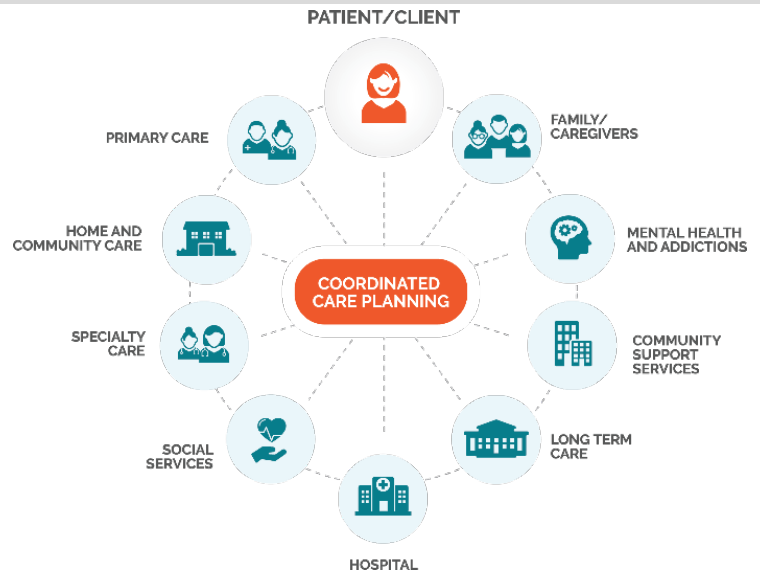 PATIENT/CLIENT
FAMILY/
CAREGIVERS
MENTAL HEALTH
AND ADDICTIONS
COMMUNITY
SUPPORT
SERVICES
LONG TERM
CARE
HOSPITAL
SOCIAL
SERVICES
SPECIALTY
CARE
HOME AND
COMMUNITY CARE
PRIMARY CARE
COORDINATED
CARE PLANNING